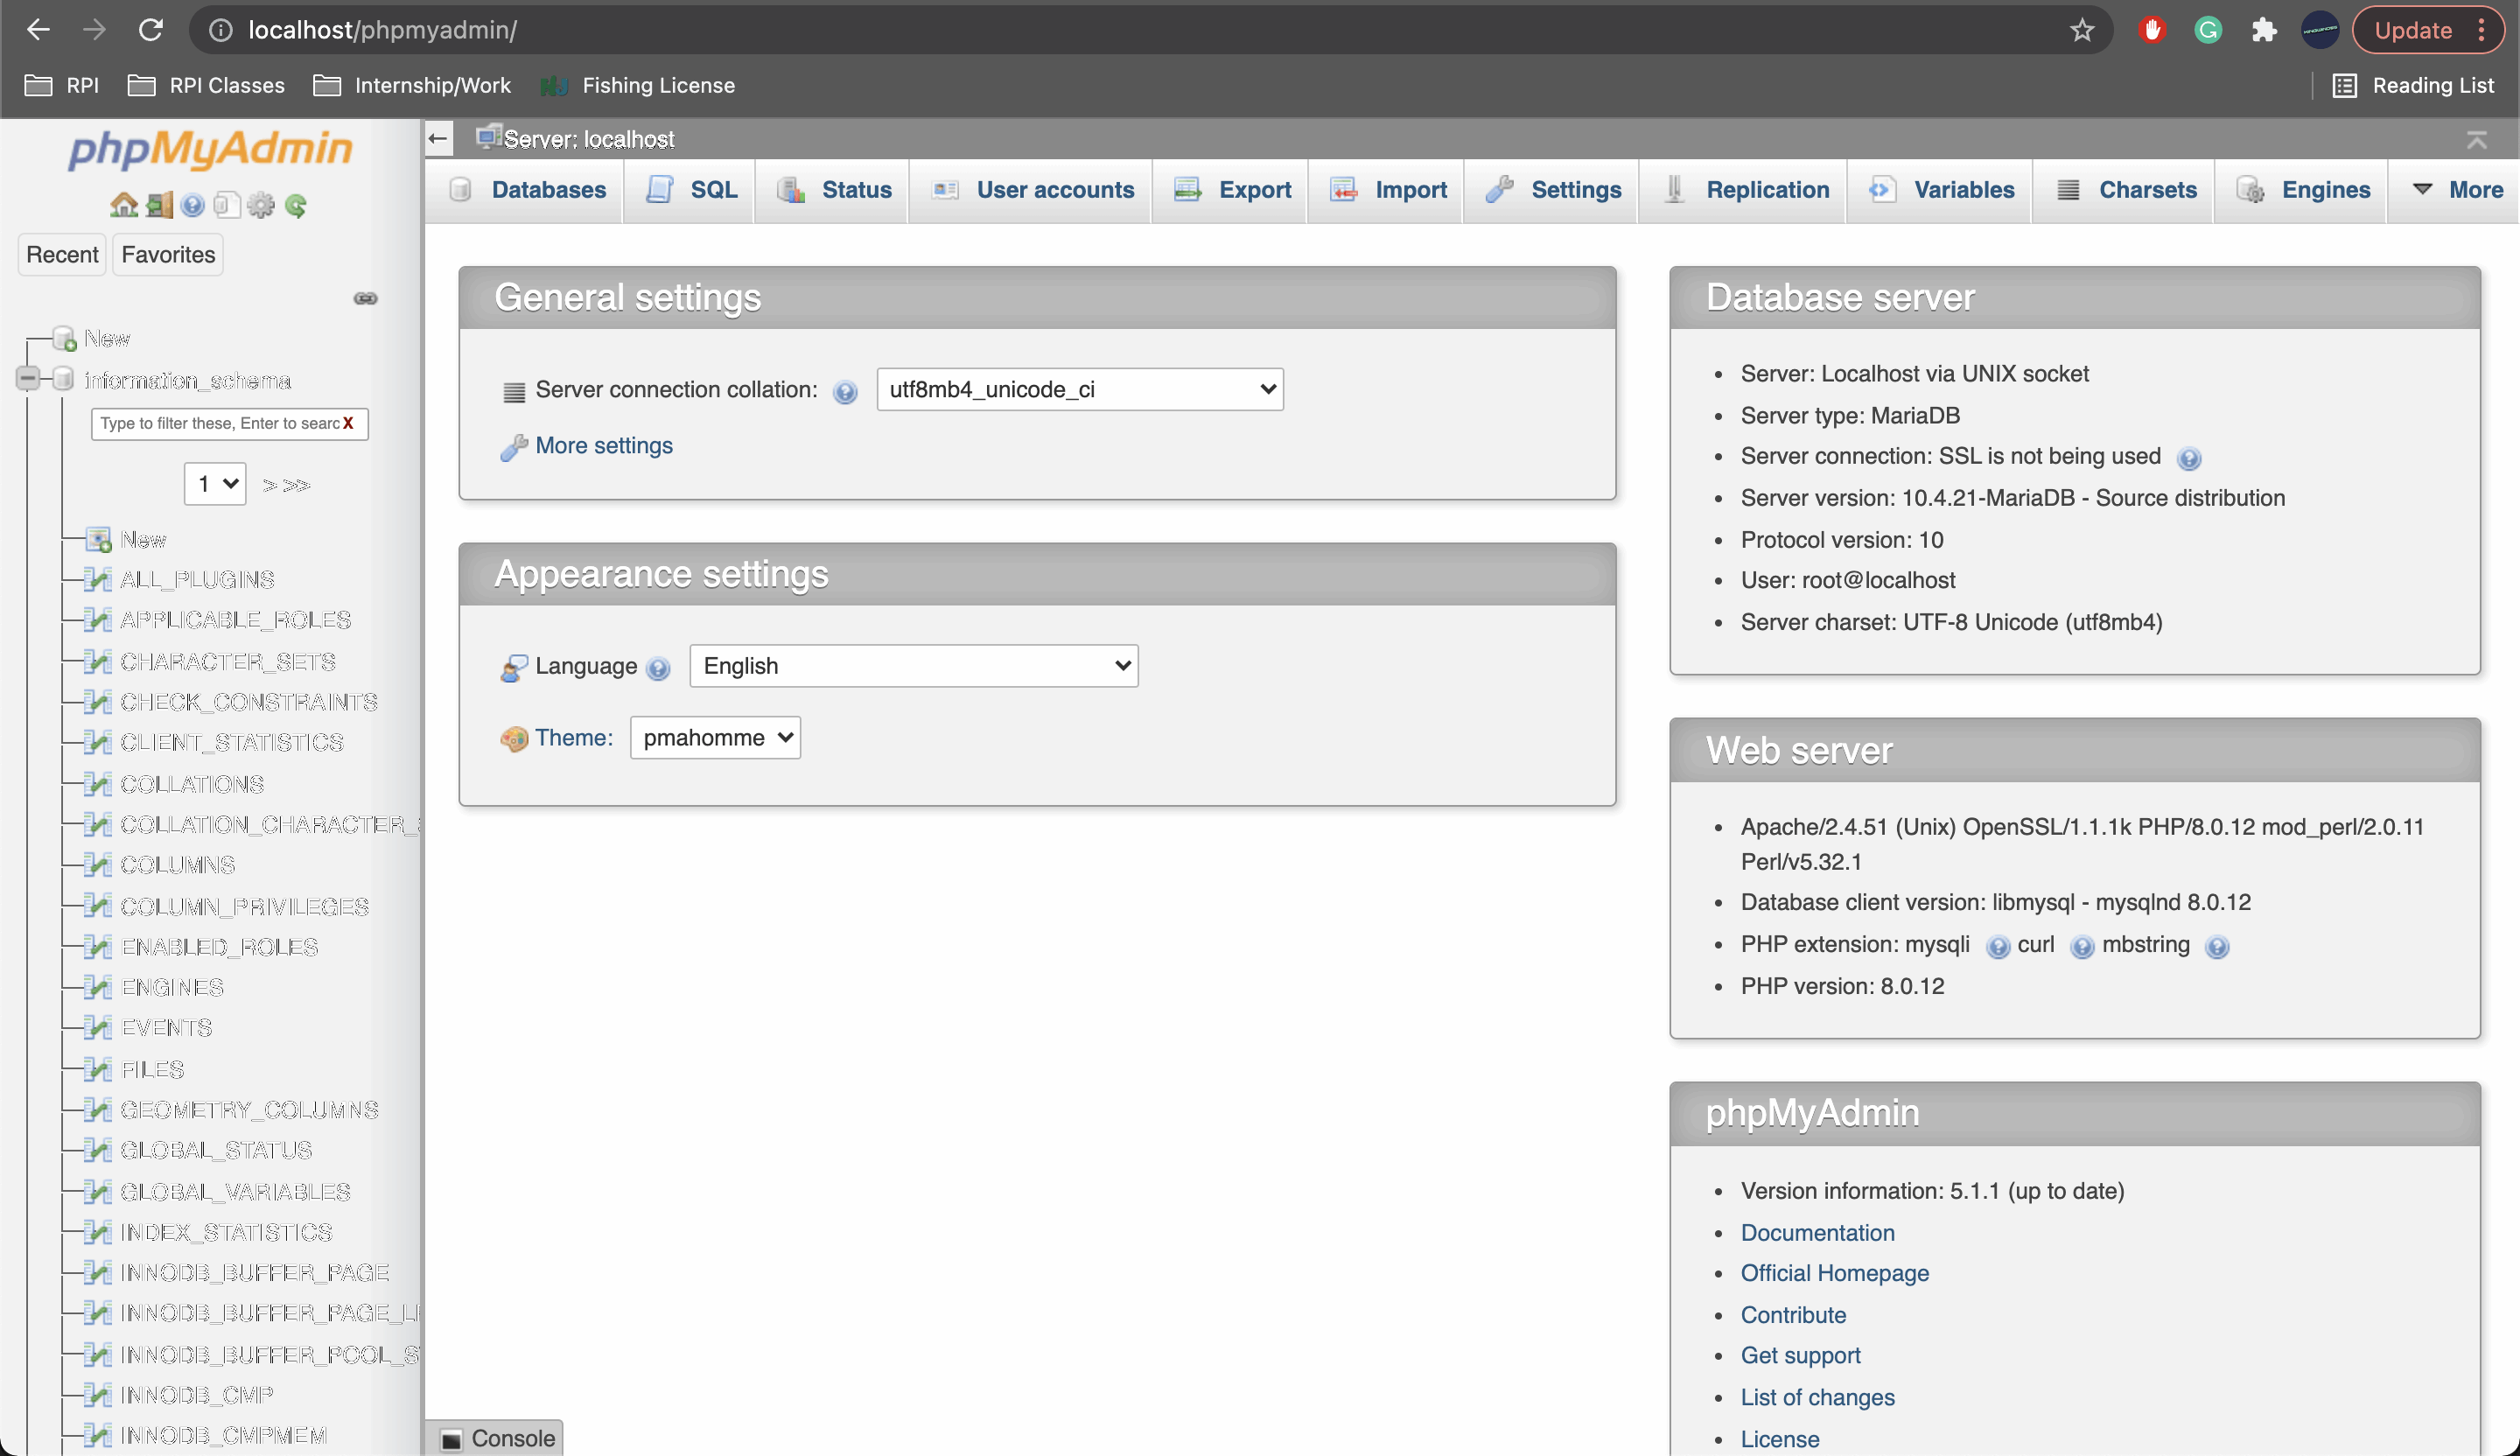 localhost/phpmyadmin/
Update
RPI
RPI Classes
Internship/Work
Fishing License
Reading List
phpMyAdmin
Recent
Favorites
New
information_schema
Type to filter these, Enter to searc X
1 > >>
New
ALL_PLUGINS
APPLICABLE_ROLES
CHARACTER_SETS
CHECK_CONSTRAINTS
CLIENT_STATISTICS
COLLATIONS
COLLATION_CHARACTER_
COLUMNS
COLUMN_PRIVILEGES
ENABLED_ROLES
ENGINES
EVENTS
FILES
GEOMETRY_COLUMNS
GLOBAL_STATUS
GLOBAL_VARIABLES
INDEX_STATISTICS
INNODB_BUFFER_PAGE
INNODB_BUFFER_PAGE_L
INNODB_BUFFER_POOL_S
INNODB_CMP
INNODB_CMPMEM
Server: localhost
Databases
SQL
Status
User accounts
Export
Import
Settings
Replication
Variables
Charsets
Engines
More
General settings
Server connection collation: utf8mb4_unicode_ci
More settings
Appearance settings
Language English
Theme: pmahomme
Database server
Server: Localhost via UNIX socket
Server type: MariaDB
Server connection: SSL is not being used
Server version: 10.4.21-MariaDB - Source distribution
Protocol version: 10
User: root@localhost
Server charset: UTF-8 Unicode (utf8mb4)
Web server
Apache/2.4.51 (Unix) OpenSSL/1.1.1k PHP/8.0.12 mod_perl/2.0.11
Perl/v5.32.1
Database client version: libmysql - mysqlnd 8.0.12
PHP extension: mysqli curl mbstring
PHP version: 8.0.12
phpMyAdmin
Version information: 5.1.1 (up to date)
Documentation
Official Homepage
Contribute
Get support
List of changes
License
Console